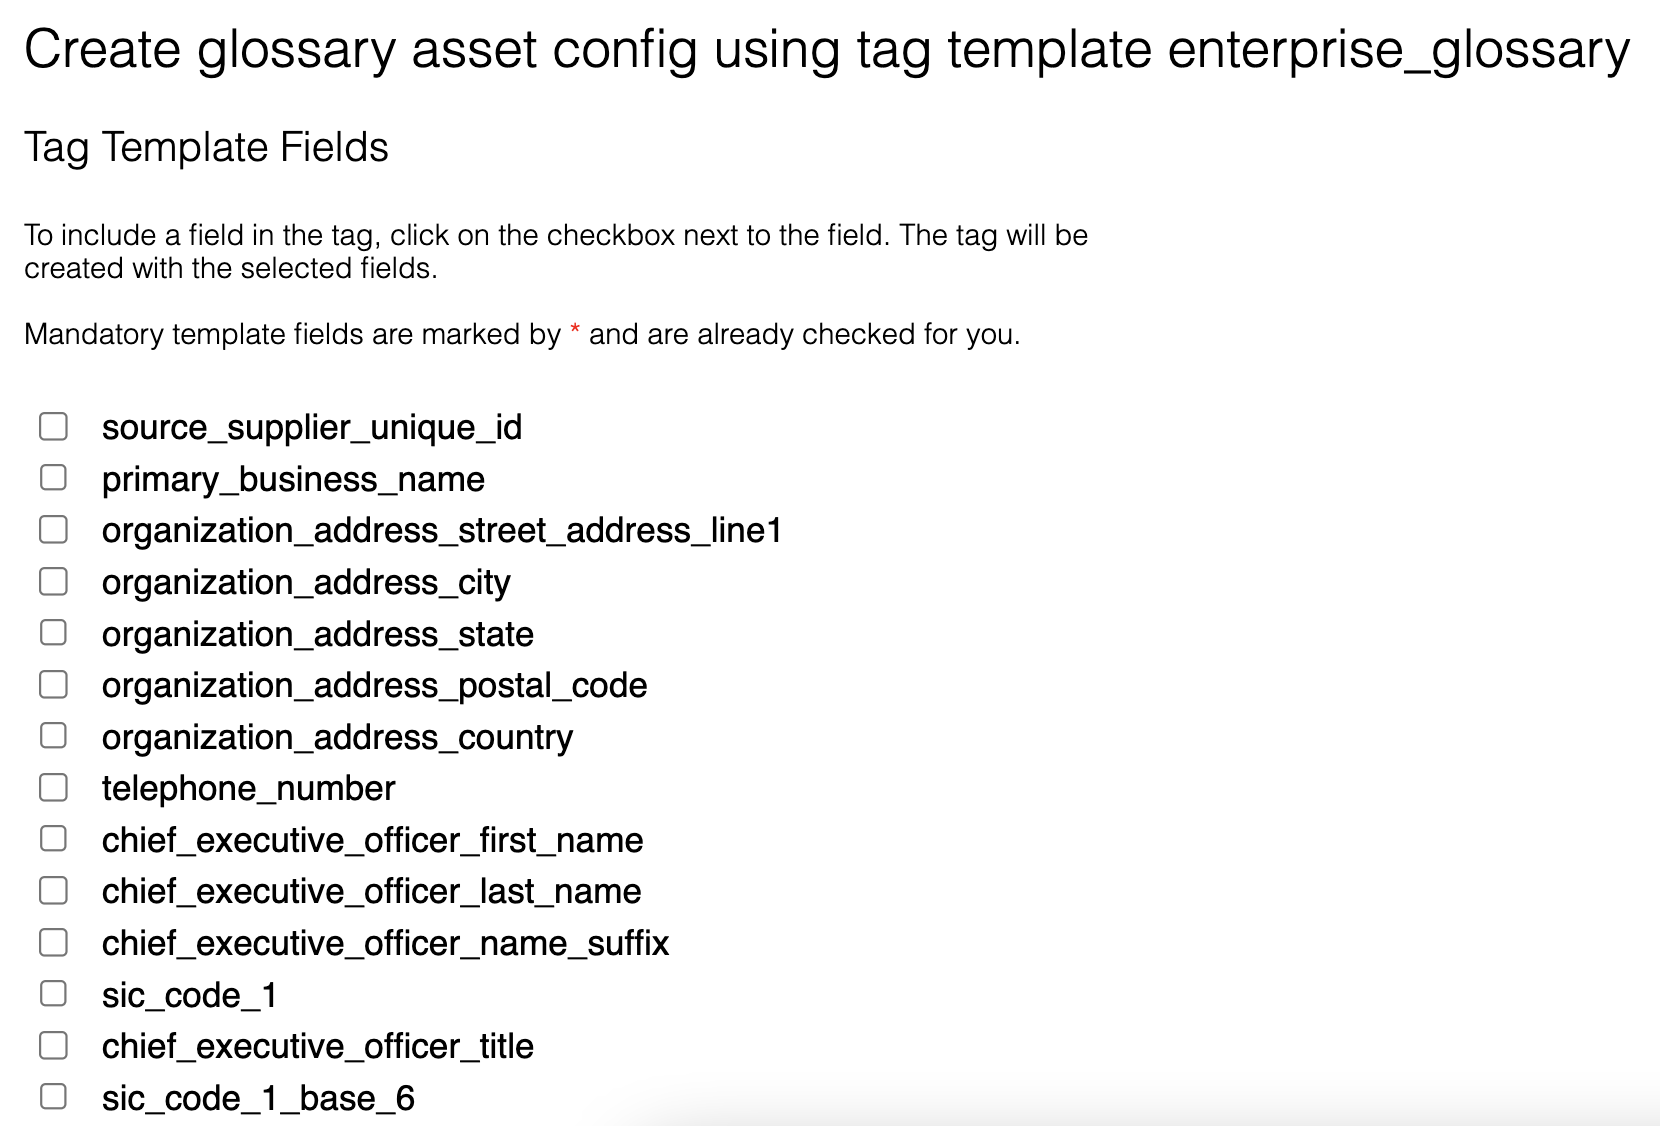 Create glossary asset config using tag template enterprise_glossary
Tag Template Fields
To include a field in the tag, click on the checkbox next to the field. The tag will be
created with the selected fields.
Mandatory template fields are marked by * and are already checked for you.
source_supplier_unique_id
primary_business_name
organization_address_street_address_line1
organization_address_city
organization_address_state
organization_address_postal_code
organization_address_country
telephone_number
chief_executive_officer_first_name
chief_executive_officer_last_name
chief_executive_officer_name_suffix
sic_code_1
chief_executive_officer_title
sic_code_1_base_6